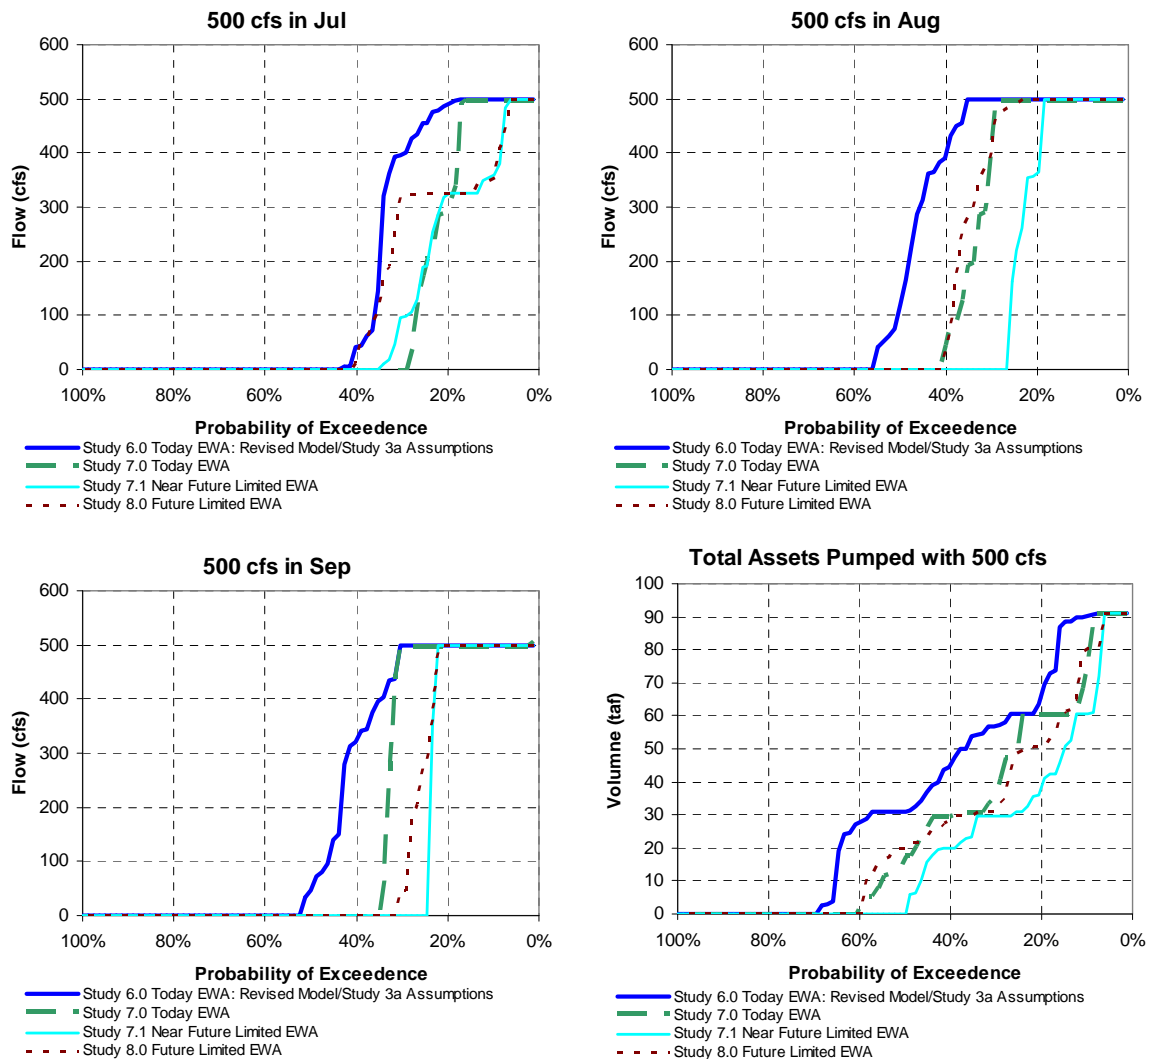 500 cfs in Jul
600
500
400
300
200
100
0
Flow (cfs)
100% 80% 60% 40% 20% 0%
Probability of Exceedence
Study 6.0 Today EWA: Revised Model/Study 3a Assumptions
Study 7.0 Today EWA
Study 7.1 Near Future Limited EWA
Study 8.0 Future Limited EWA
500 cfs in Aug
600
500
400
300
200
100
0
Flow (cfs)
100% 80% 60% 40% 20% 0%
Probability of Exceedence
Study 6.0 Today EWA: Revised Model/Study 3a Assumptions
Study 7.0 Today EWA
Study 7.1 Near Future Limited EWA
Study 8.0 Future Limited EWA
500 cfs in Sep
600
500
400
300
200
100
0
Flow (cfs)
100% 80% 60% 40% 20% 0%
Probability of Exceedence
Study 6.0 Today EWA: Revised Model/Study 3a Assumptions
Study 7.0 Today EWA
Study 7.1 Near Future Limited EWA
Study 8.0 Future Limited EWA
Total Assets Pumped with 500 cfs
100
90
80
70
60
50
40
30
20
10
0
Volumne (taf)
100% 80% 60% 40% 20% 0%
Probability of Exceedence
Study 6.0 Today EWA: Revised Model/Study 3a Assumptions
Study 7.0 Today EWA
Study 7.1 Near Future Limited EWA
Study 8.0 Future Limited EWA